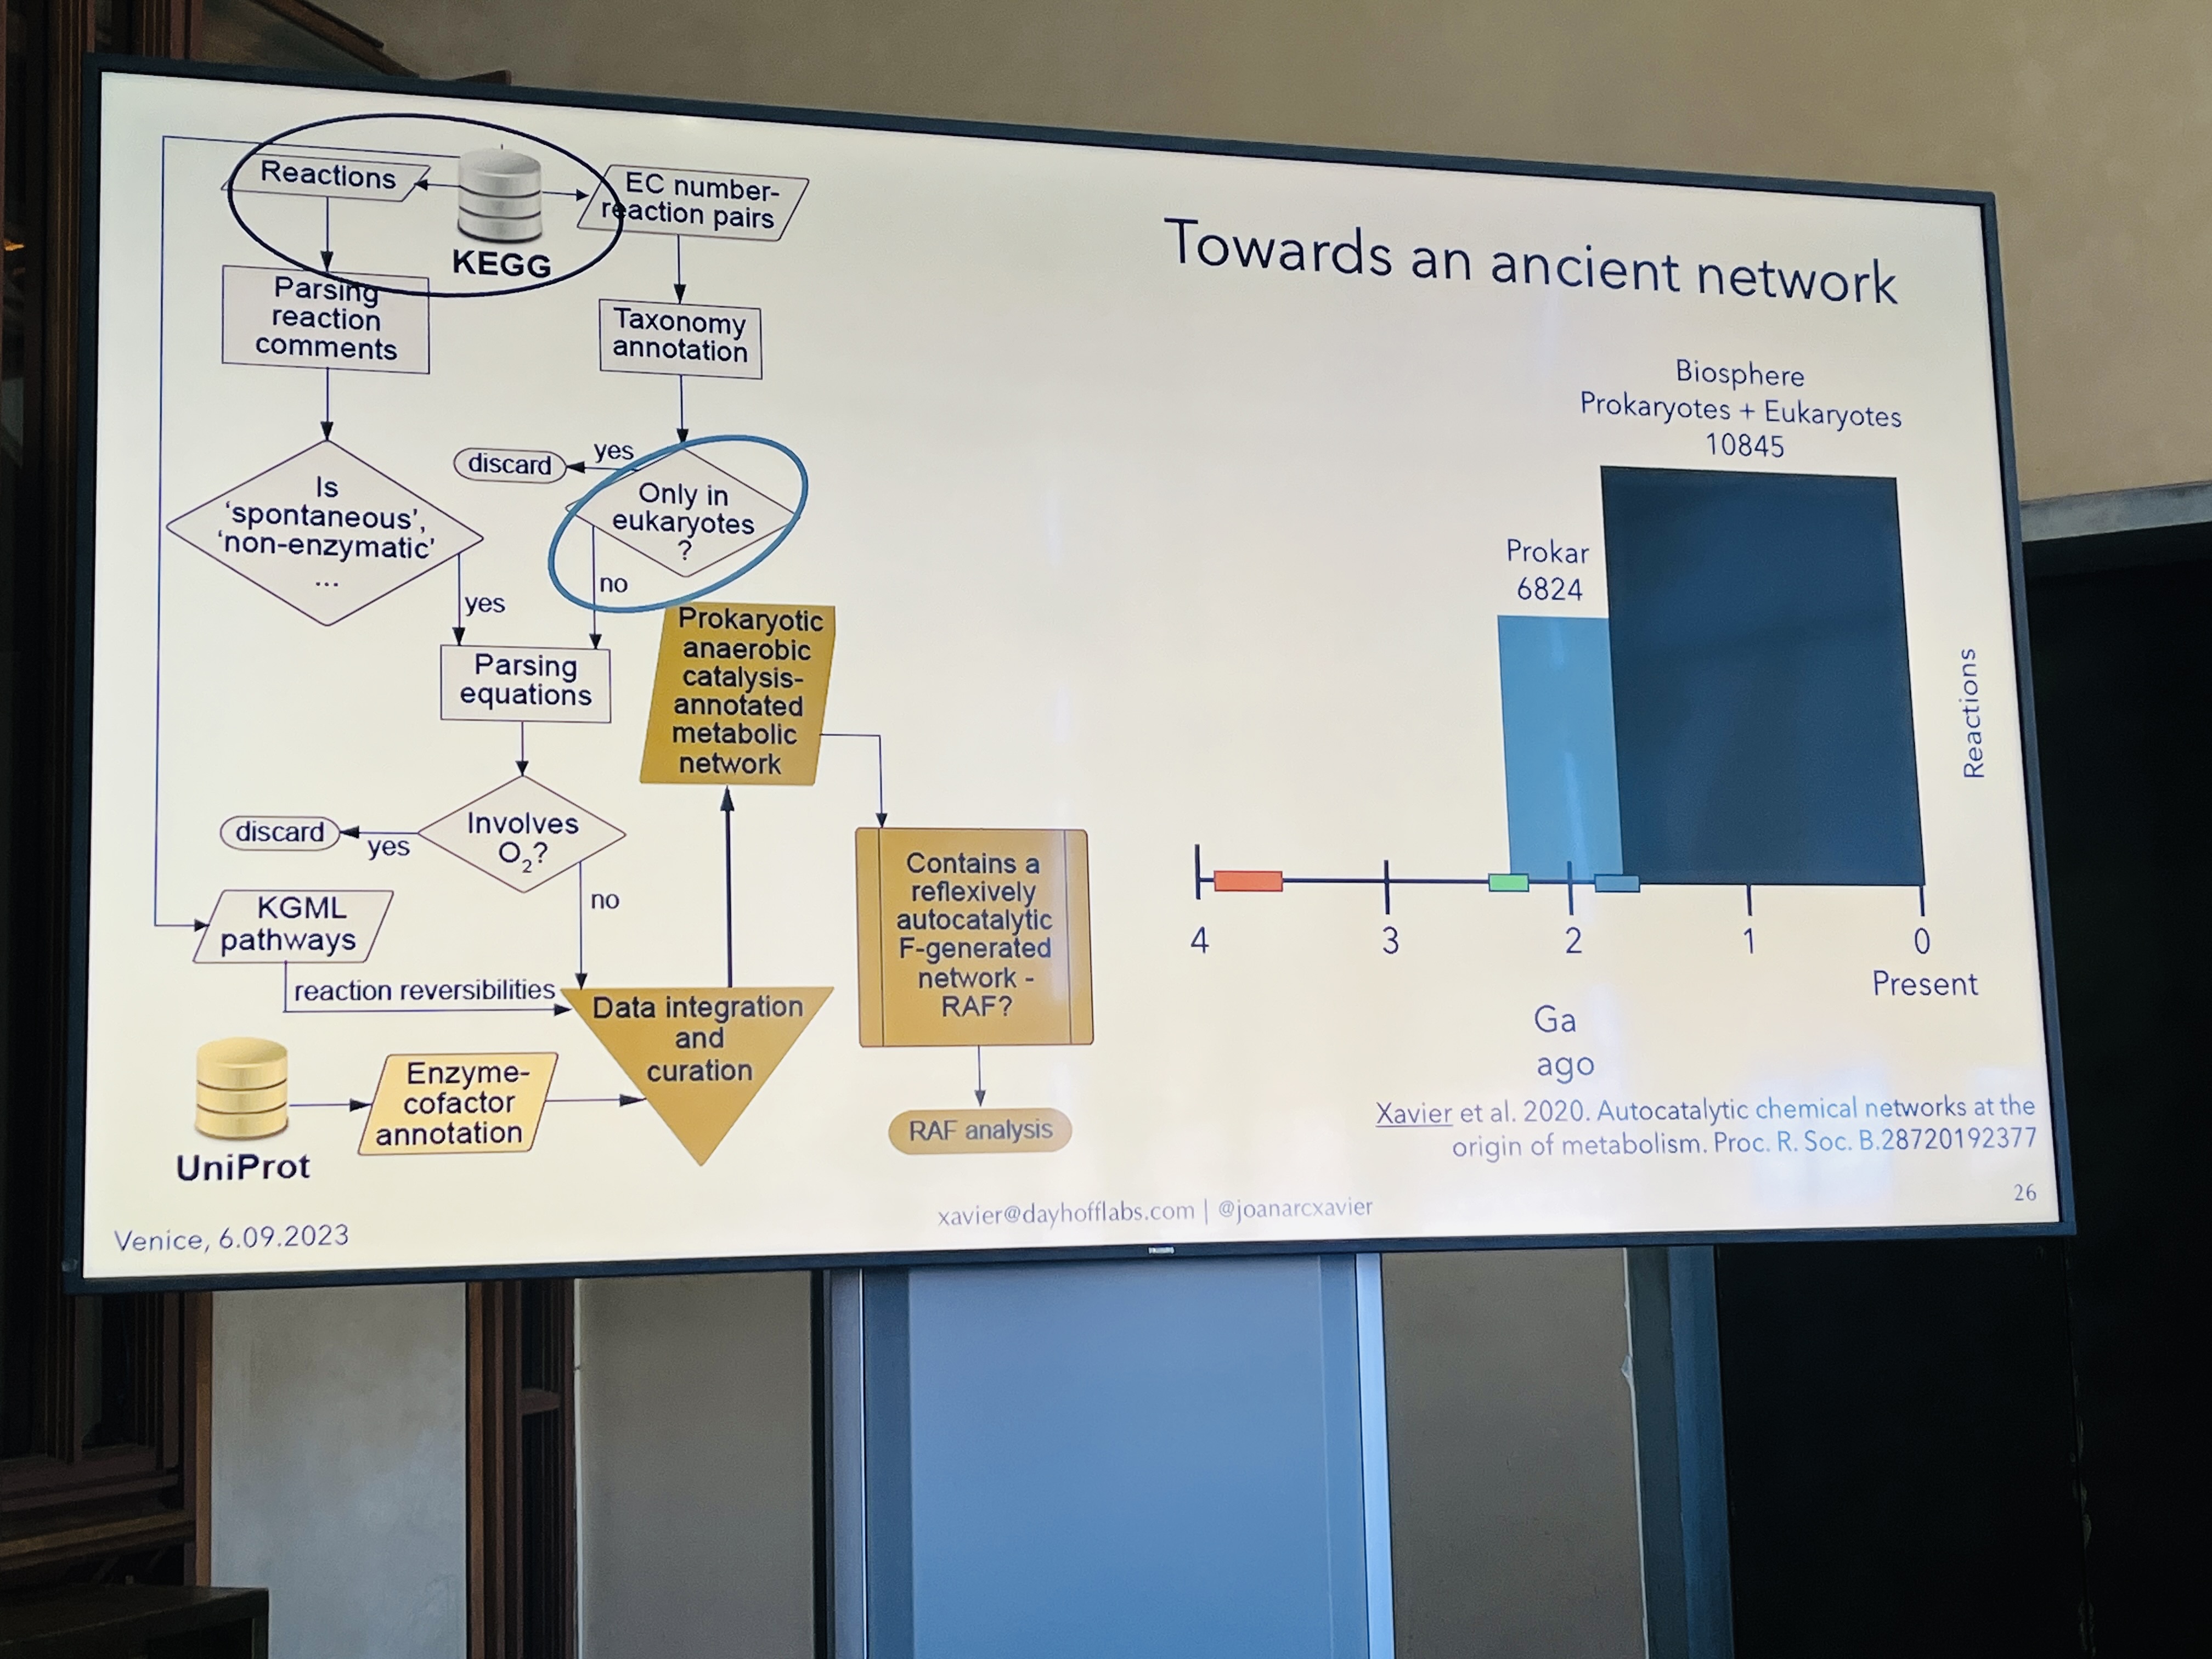 Towards an ancient network
Reactions
KEGG
EC number-
reaction pairs
Parsing
reaction
comments
Taxonomy
annotation
Is
‘spontaneous’,
‘non-enzymatic’
...
yes
discard
yes
Only in
eukaryotes
?
no
Parsing
equations
Prokaryotic
anaerobic
catalysis-
annotated
metabolic
network
Involves
O2?
discard
yes
no
KGML
pathways
reaction reversibilities
Data integration
and
curation
UniProt
Enzyme-
cofactor
annotation
Contains a
reflexively
autocatalytic
F-generated
network -
RAF?
RAF analysis
Biosphere
Prokaryotes + Eukaryotes
10845
Prokar
6824
Reactions
4
3
2
1
0
Present
Ga
ago
Xavier et al. 2020. Autocatalytic chemical networks at the
origin of metabolism. Proc. R. Soc. B.28720192377
26
xavier@dayhofflabs.com | @joanarcxavier
Venice, 6.09.2023